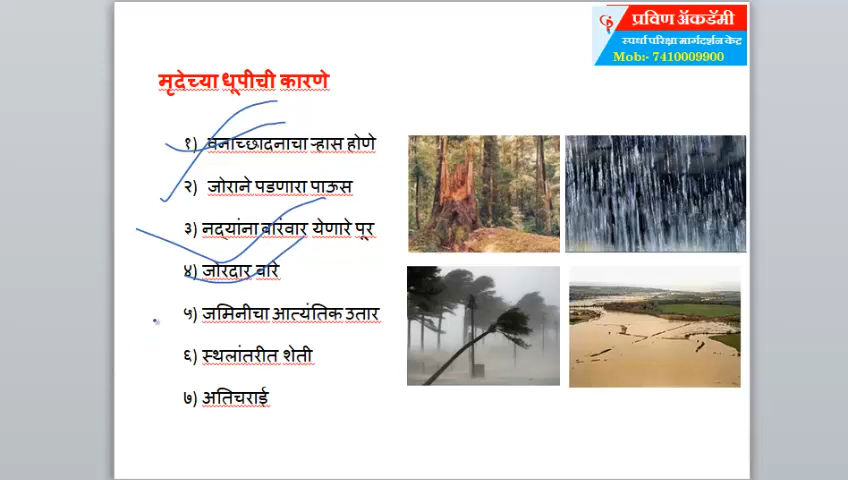 प्रविण ॲकडॅमी
स्पर्धा परिक्षा मार्गदर्शन केंद्र
Mob:- 7410009900
मृदेच्या धूपीची कारणे
१) वनाच्छादनाचा ऱ्हास होणे
२) जोराने पडणारा पाऊस
३) नद्यांना वारंवार येणारे पूर
४) जोरदार वारे
५) जमिनीचा आत्यंतिक उतार
६) स्थलांतरीत शेती
७) अतिचराई